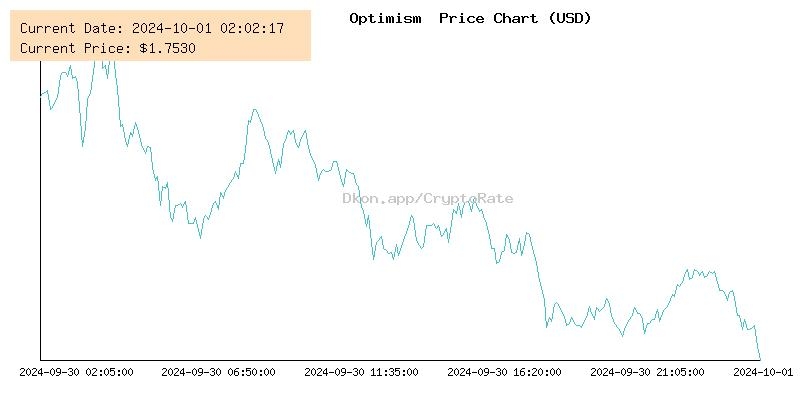 Optimism  Price Chart (USD)
Current Date: 2024-10-01 02:02:17
Current Price: $1.7530
Dkon.app/CryptoRate
2024-09-30 02:05:00 2024-09-30 06:50:00 2024-09-30 11:35:00 2024-09-30 16:20:00 2024-09-30 21:05:00 2024-10-01